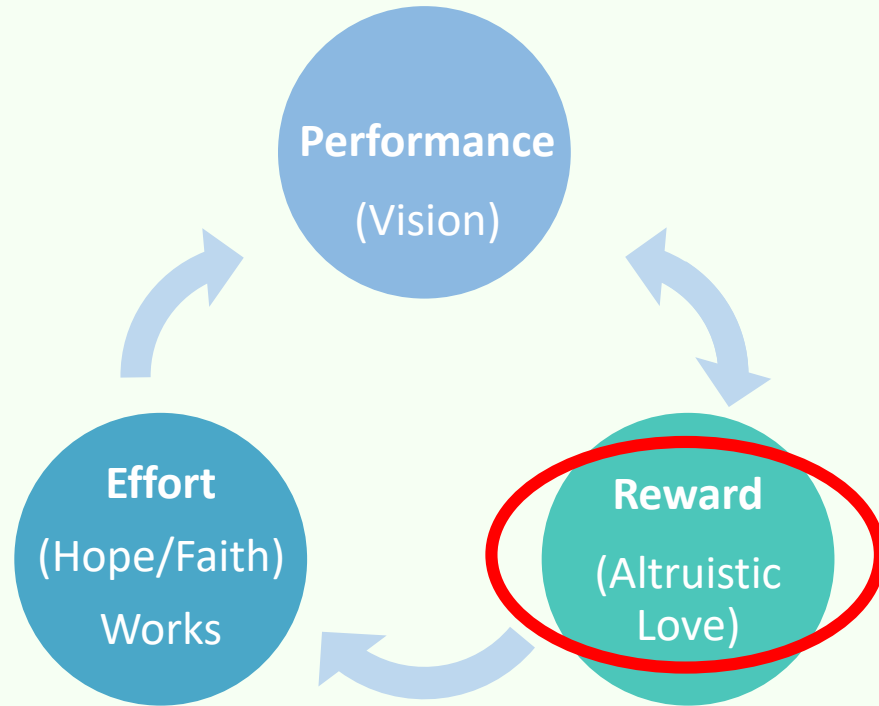 Performance
(Vision)
Effort
(Hope/Faith)
Works
Reward
(Altruistic
Love)